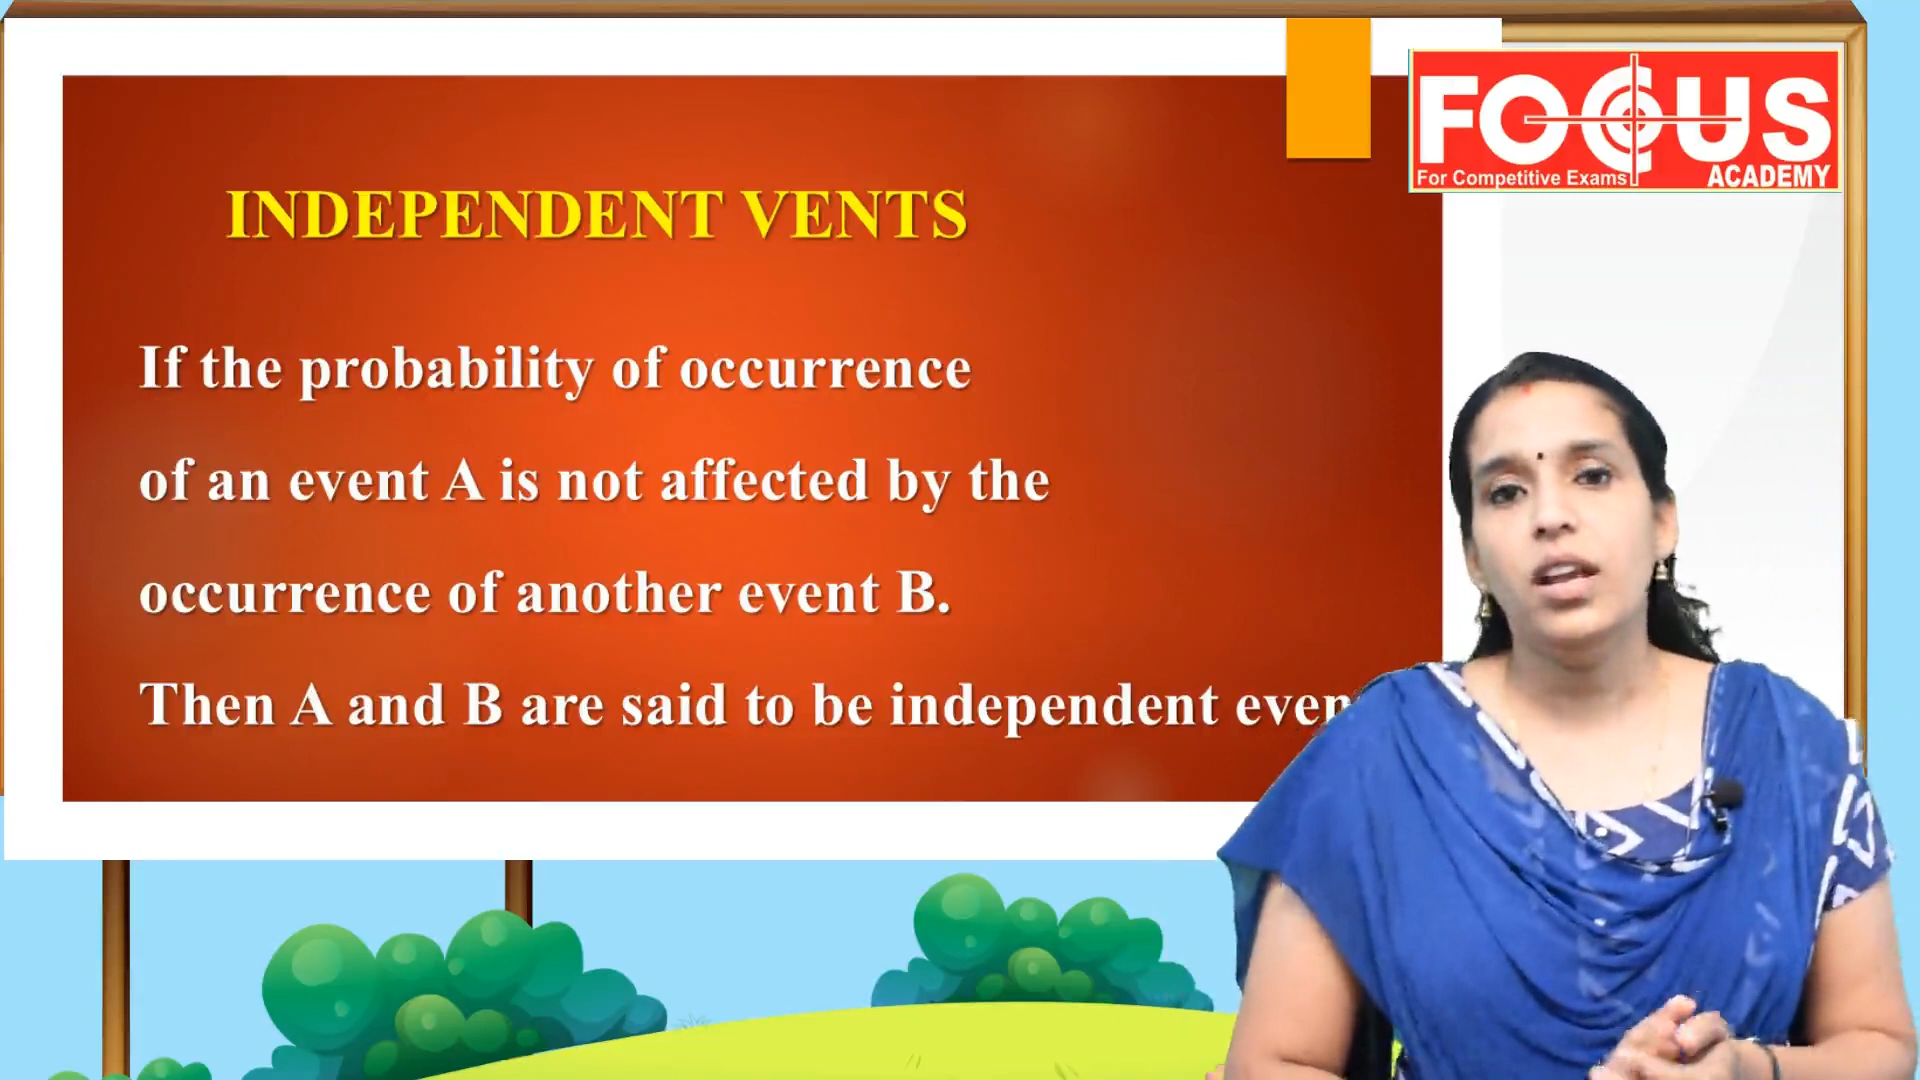 INDEPENDENT VENTS
If the probability of occurrence
of an event A is not affected by the
occurrence of another event B.
Then A and B are said to be independent
FOCUS
For Competitive Exams
ACADEMY